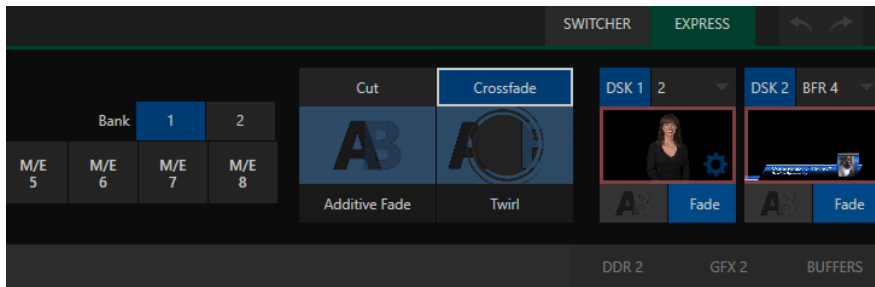 SWITCHER EXPRESS
Cut Crossfade DSK 1 2 DSK 2 BFR 4
Bank 1 2
M/E 5 M/E 6 M/E 7 M/E 8
Additive Fade Twirl Fade Fade
DDR 2 GFX 2 BUFFERS